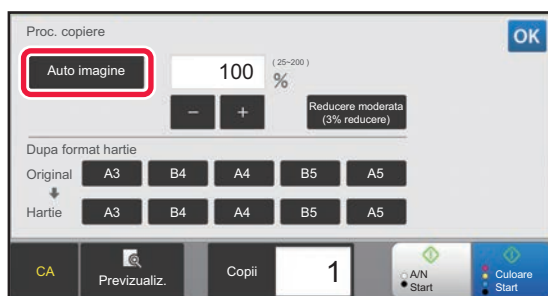 Proc. copiere
OK
Auto imagine
100
(25~200)
%
–
+
Reducere moderata
(3% reducere)
Dupa format hartie
Original A3 B4 A4 B5 A5
Hartie A3 B4 A4 B5 A5
CA
Previzualiz.
Copii
1
A/N
Start
Culoare
Start